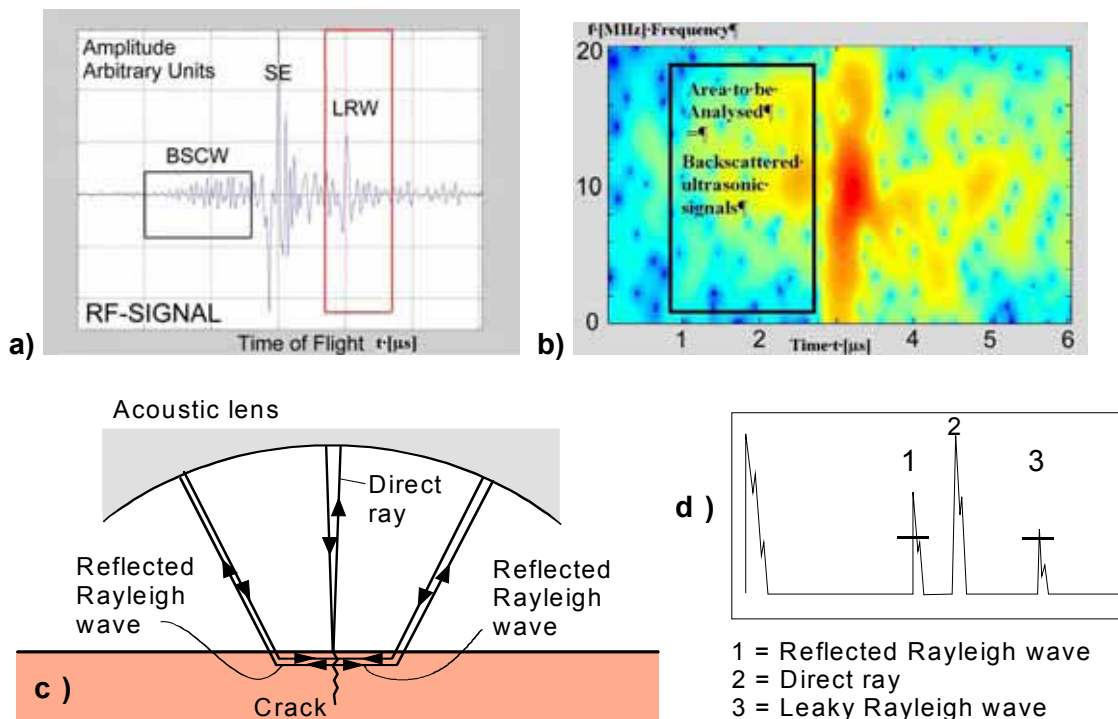 Amplitude
Arbitrary Units
SE
LRW
BSCW
RF-SIGNAL
a)
Time of Flight t·[µs]
f·[MHz]·Frequency¶
20
Area·to·be·
Analysed¶
=¶
Backscattered·
ultrasonic·
signals¶
10
0
b)
1 2 Time·t·[µs] 4 5 6
Acoustic lens
Direct
ray
Reflected
Rayleigh
wave
Reflected
Rayleigh
wave
c )
Crack
d )
1
2
3
1 = Reflected Rayleigh wave
2 = Direct ray
3 = Leaky Rayleigh wave